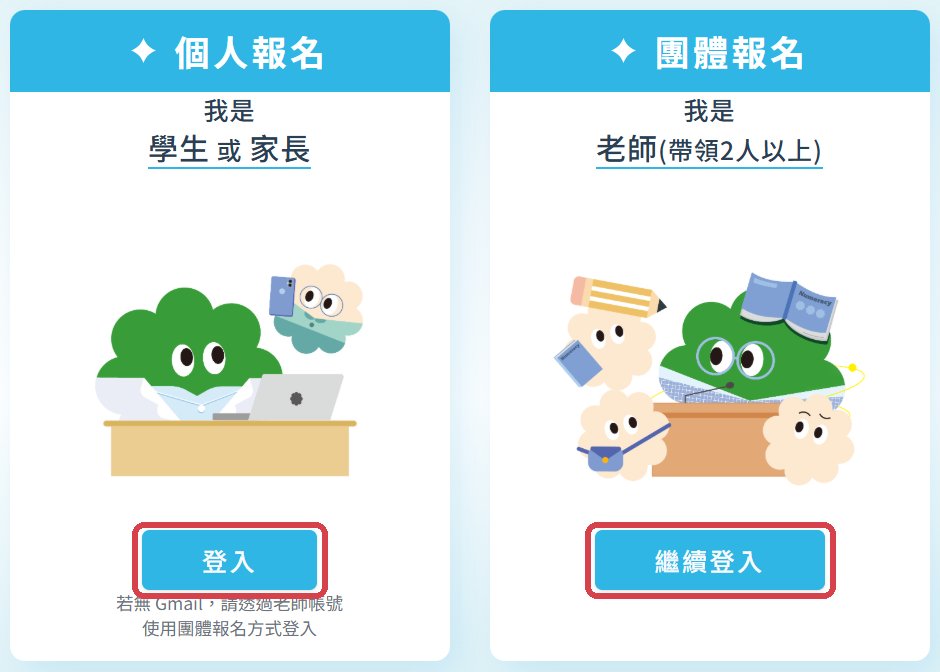 ✦ 個人報名
我是
學生 或 家長
登入
若無 Gmail，請透過老師帳號
使用團體報名方式登入
✦ 團體報名
我是
老師(帶領2人以上)
Numeracy
Numeracy
繼續登入